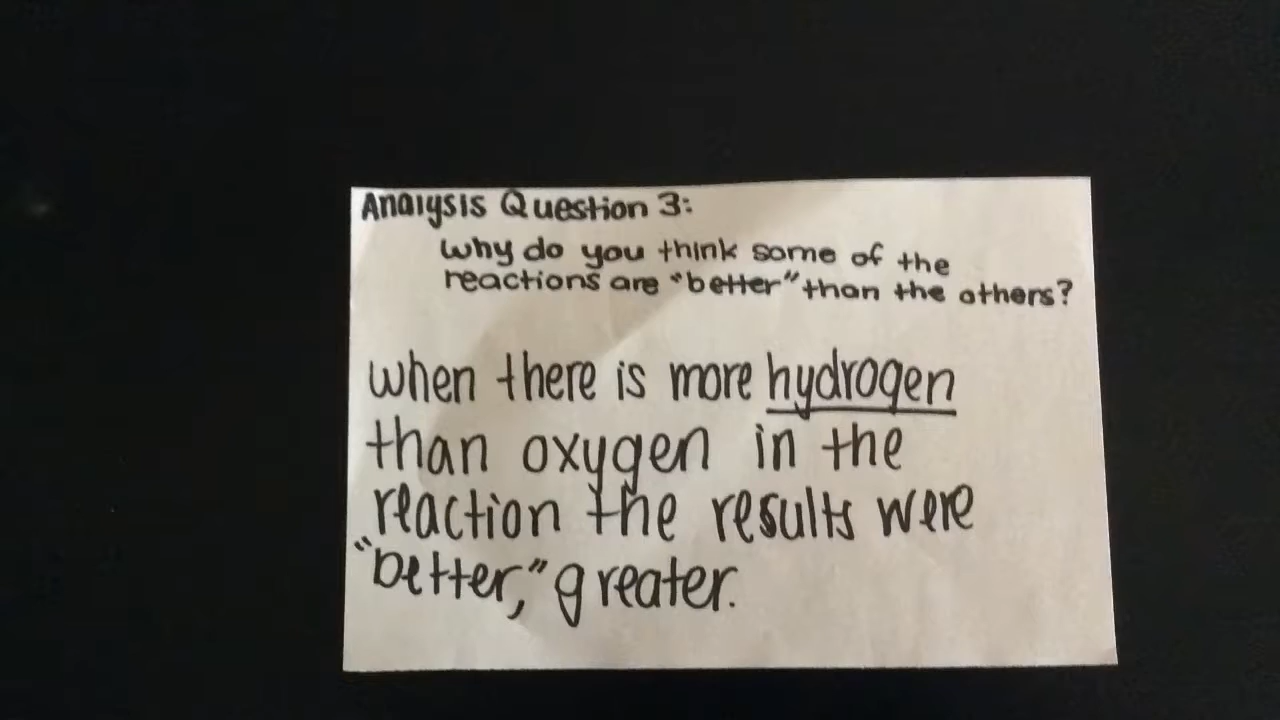 Analysis Question 3:
Why do you think some of the
reactions are "better" than the others?
When there is more hydrogen
than oxygen in the
reaction the results were
"better," greater.